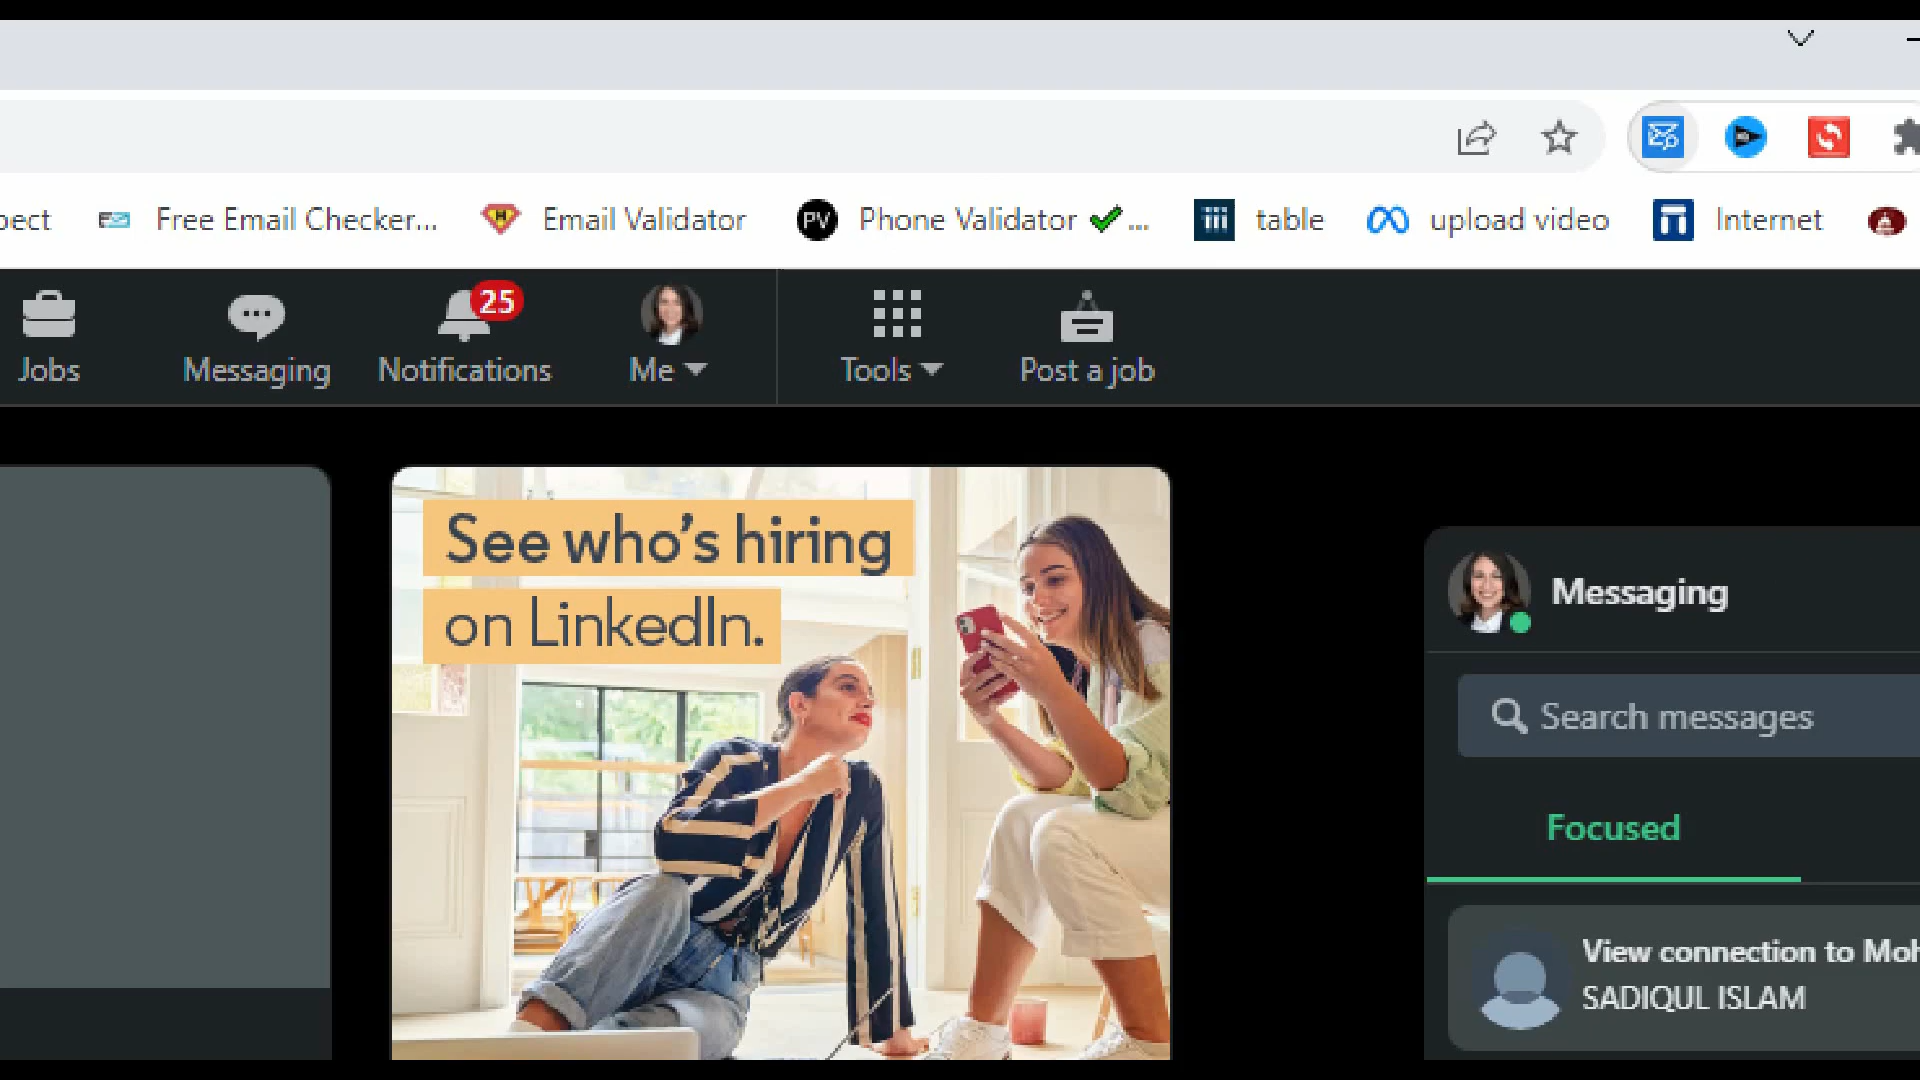 pect Free Email Checker... Email Validator PV Phone Validator ✔... table upload video Internet
Jobs Messaging Notifications 25 Me Tools Post a job
See who's hiring
on LinkedIn.
Messaging
Search messages
Focused
View connection to Moh
SADIQUL ISLAM